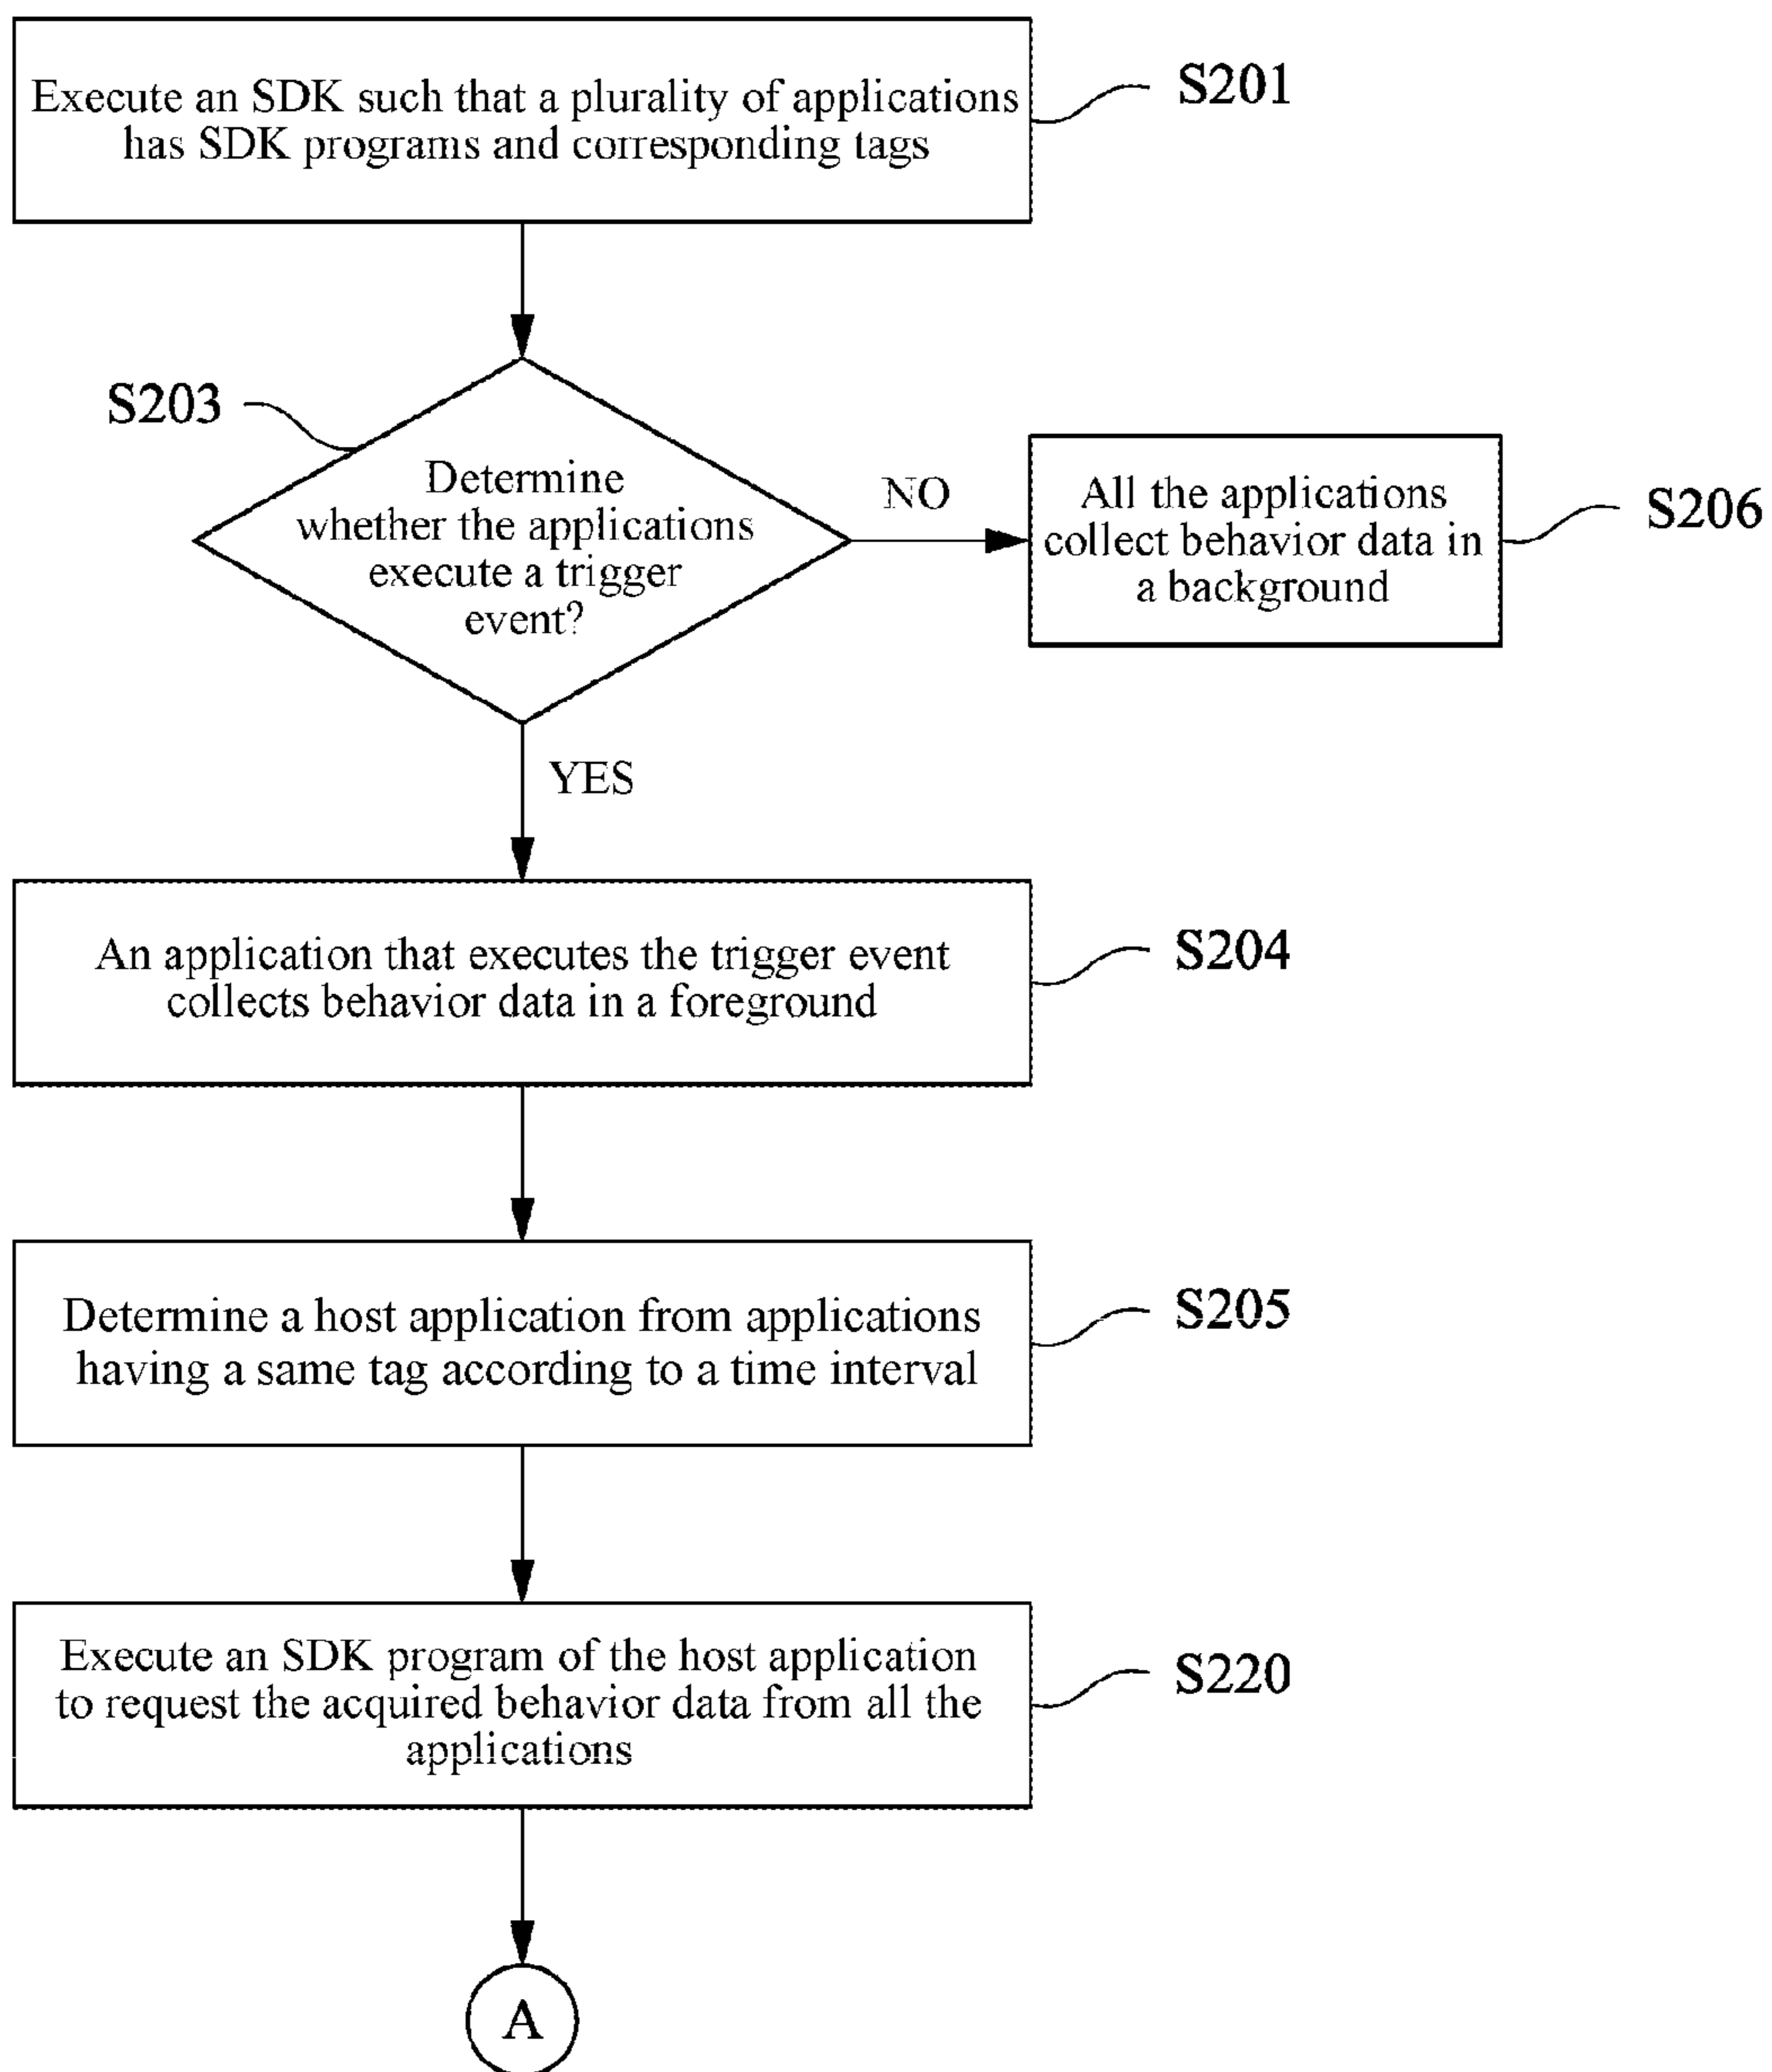 Execute an SDK such that a plurality of applications
has SDK programs and corresponding tags
S201
S203
Determine
whether the applications
execute a trigger
event?
NO
All the applications
collect behavior data in
a background
S206
YES
An application that executes the trigger event
collects behavior data in a foreground
S204
Determine a host application from applications
having a same tag according to a time interval
S205
Execute an SDK program of the host application
to request the acquired behavior data from all the
applications
S220
A